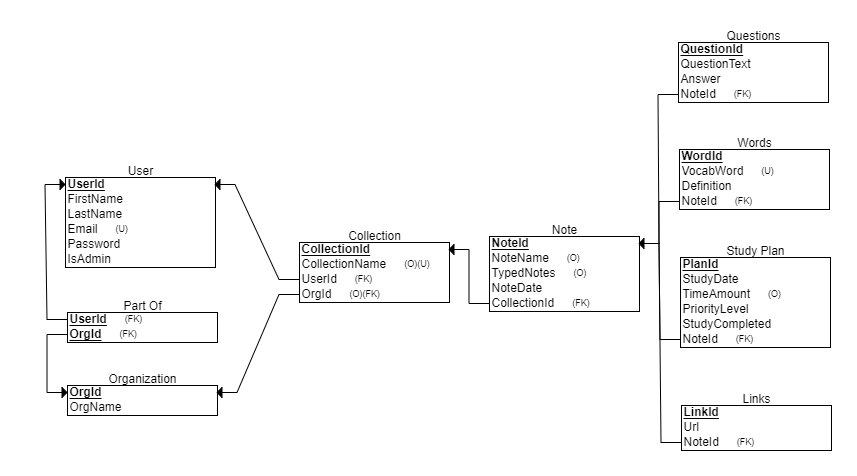 User
UserId
FirstName
LastName
Email (U)
Password
IsAdmin
Part Of
UserId (FK)
OrgId (FK)
Organization
OrgId
OrgName
Collection
CollectionId
CollectionName (O)(U)
UserId (FK)
OrgId (O)(FK)
Note
NoteId
NoteName (O)
TypedNotes (O)
NoteDate
CollectionId (FK)
Questions
QuestionId
QuestionText
Answer
NoteId (FK)
Words
WordId
VocabWord (U)
Definition
NoteId (FK)
Study Plan
PlanId
StudyDate
TimeAmount (O)
PriorityLevel
StudyCompleted
NoteId (FK)
Links
LinkId
Url
NoteId (FK)